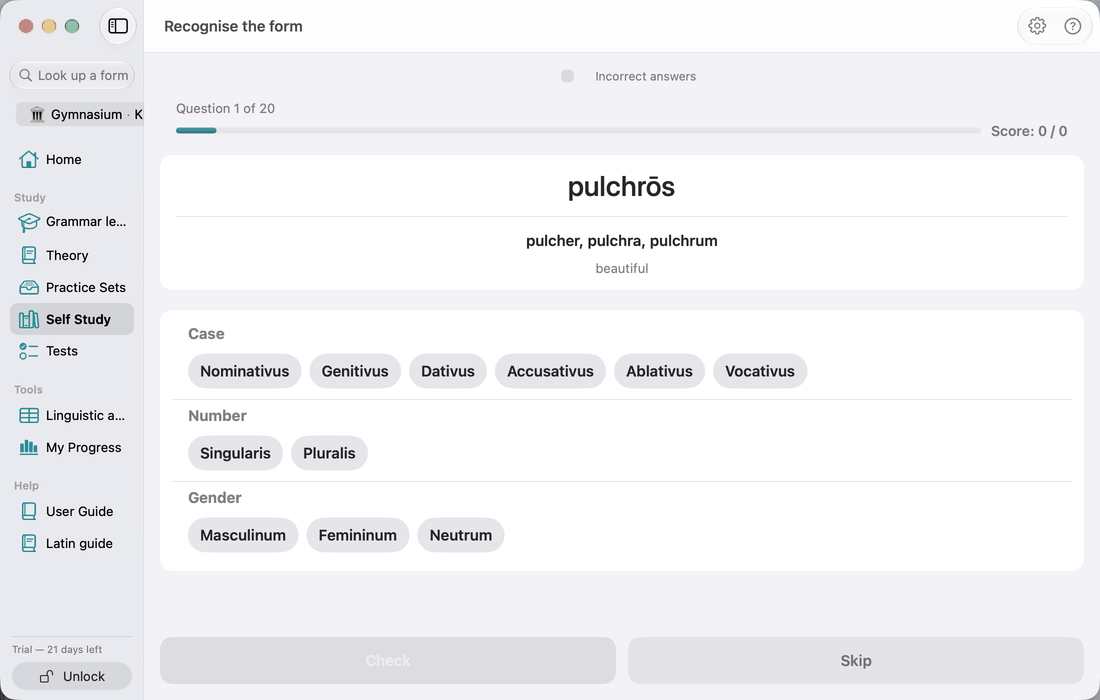 Recognise the form
Look up a form
Gymnasium · K
Home
Study
Grammar le...
Theory
Practice Sets
Self Study
Tests
Tools
Linguistic a...
My Progress
Help
User Guide
Latin guide
Trial — 21 days left
Unlock
Incorrect answers
Question 1 of 20
Score: 0 / 0
pulchrōs
pulcher, pulchra, pulchrum
beautiful
Case
Nominativus Genitivus Dativus Accusativus Ablativus Vocativus
Number
Singularis Pluralis
Gender
Masculinum Femininum Neutrum
Check Skip